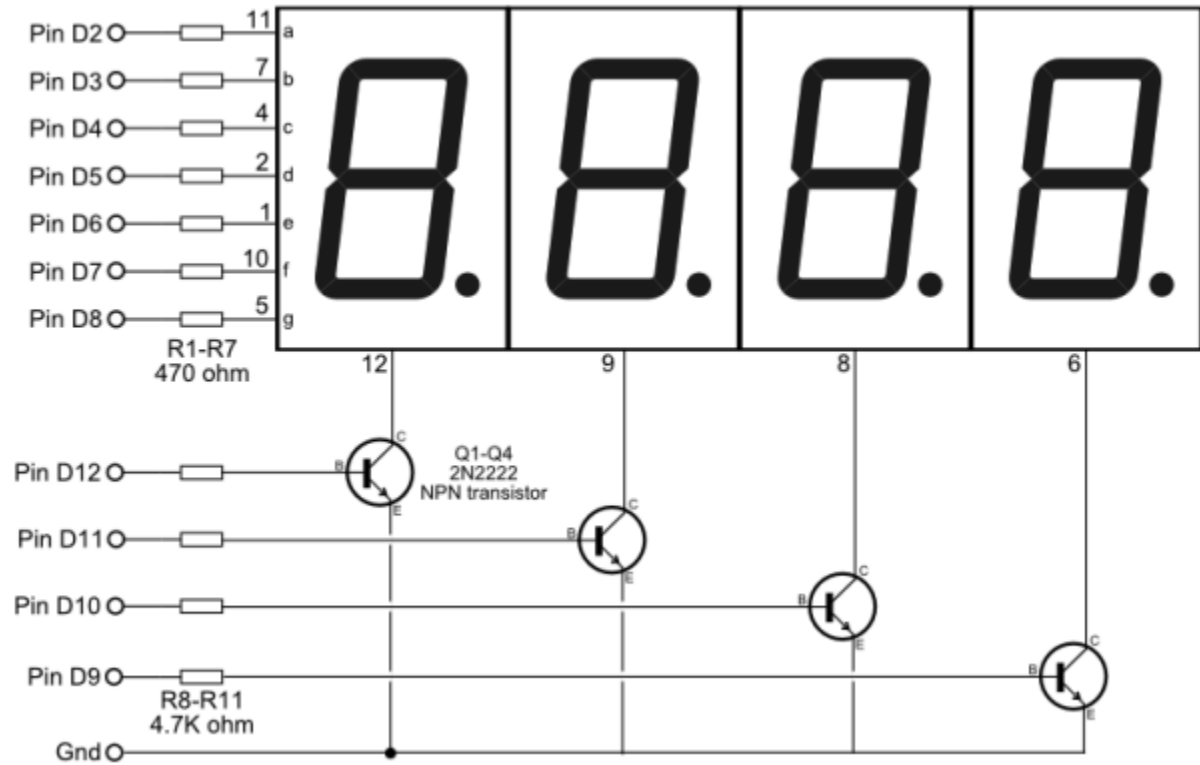 Pin D2 11 a
Pin D3 7 b
Pin D4 4 c
Pin D5 2 d
Pin D6 1 e
Pin D7 10 f
Pin D8 5 g
R1-R7
470 ohm
12 9 8 6
Pin D12 B C E
Q1-Q4
2N2222
NPN transistor
Pin D11 B C E
Pin D10 B C E
Pin D9 B C E
R8-R11
4.7K ohm
Gnd